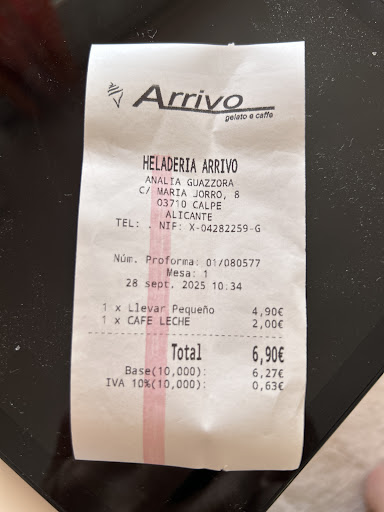 Arrivo
gelato e caffe
HELADERIA ARRIVO
ANALIA GUAZZORA
C/ MARIA JORRO, 8
03710 CALPE
ALICANTE
TEL: . NIF: X-04282259-G
Núm. Proforma: 01/080577
Mesa: 1
28 sept. 2025 10:34
1 x Llevar Pequeño 4,90€
1 x CAFE LECHE 2,00€
Total 6,90€
Base(10,000): 6,27€
IVA 10%(10,000): 0,63€